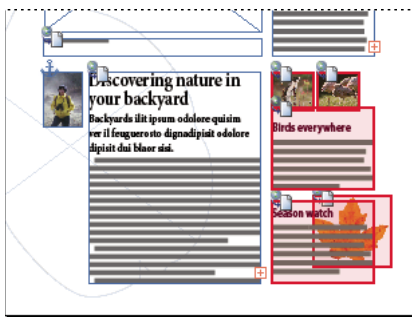 Discovering nature in
your backyard
Backyards ilit ipsum odolore quisim
ver il feuguerosto dignadipisit odolore
dipisit dui blaor sisi.
Birds everywhere
Season watch